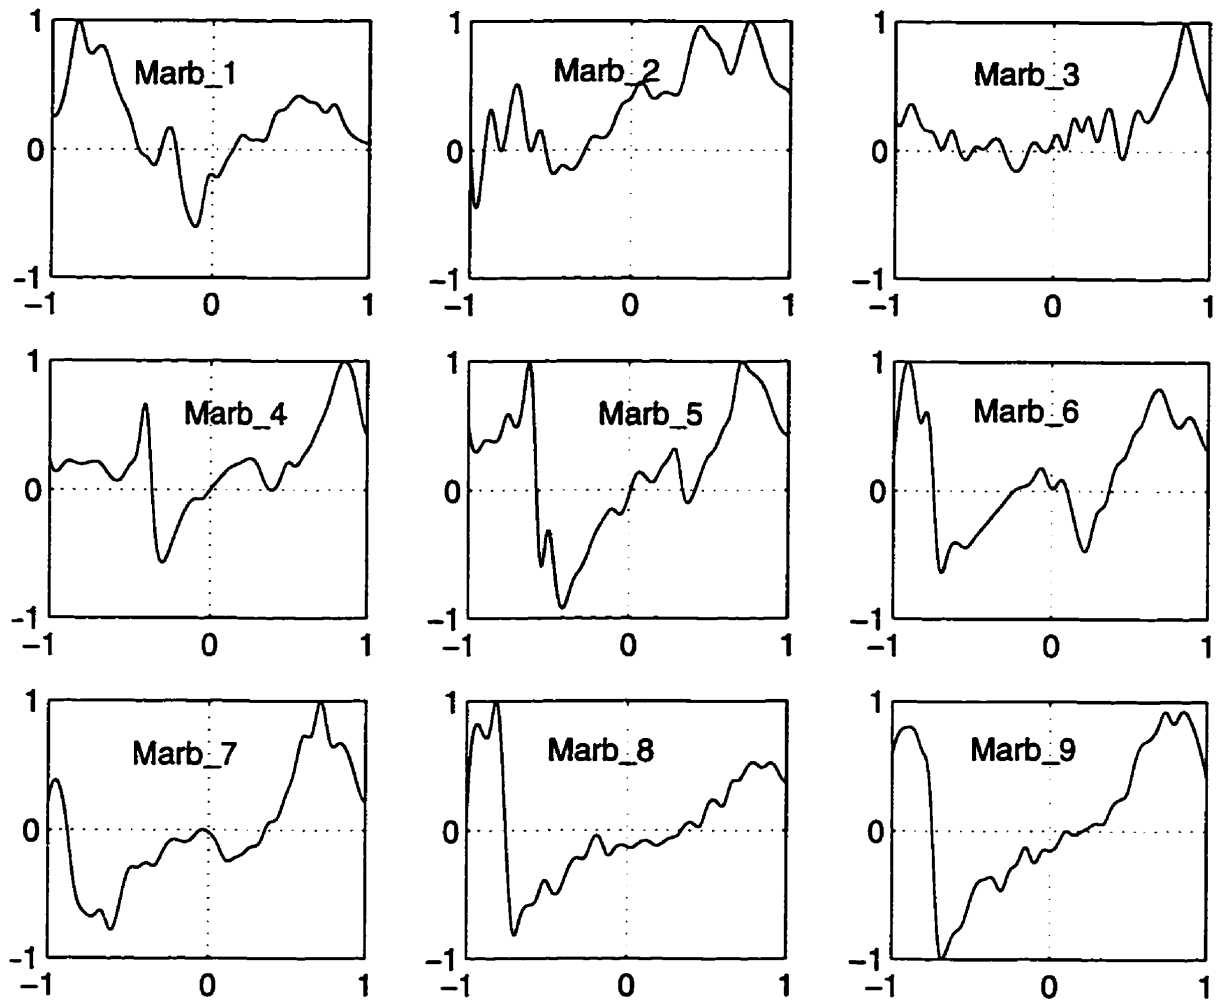 1 1 1
Marb_1 Marb_2 Marb_3
0 0 0
−1 −1 −1
−1 0 1 −1 0 1 −1 0 1
1 1 1
Marb_4 Marb_5 Marb_6
0 0 0
−1 −1 −1
−1 0 1 −1 0 1 −1 0 1
1 1 1
Marb_7 Marb_8 Marb_9
0 0 0
−1 −1 −1
−1 0 1 −1 0 1 −1 0 1